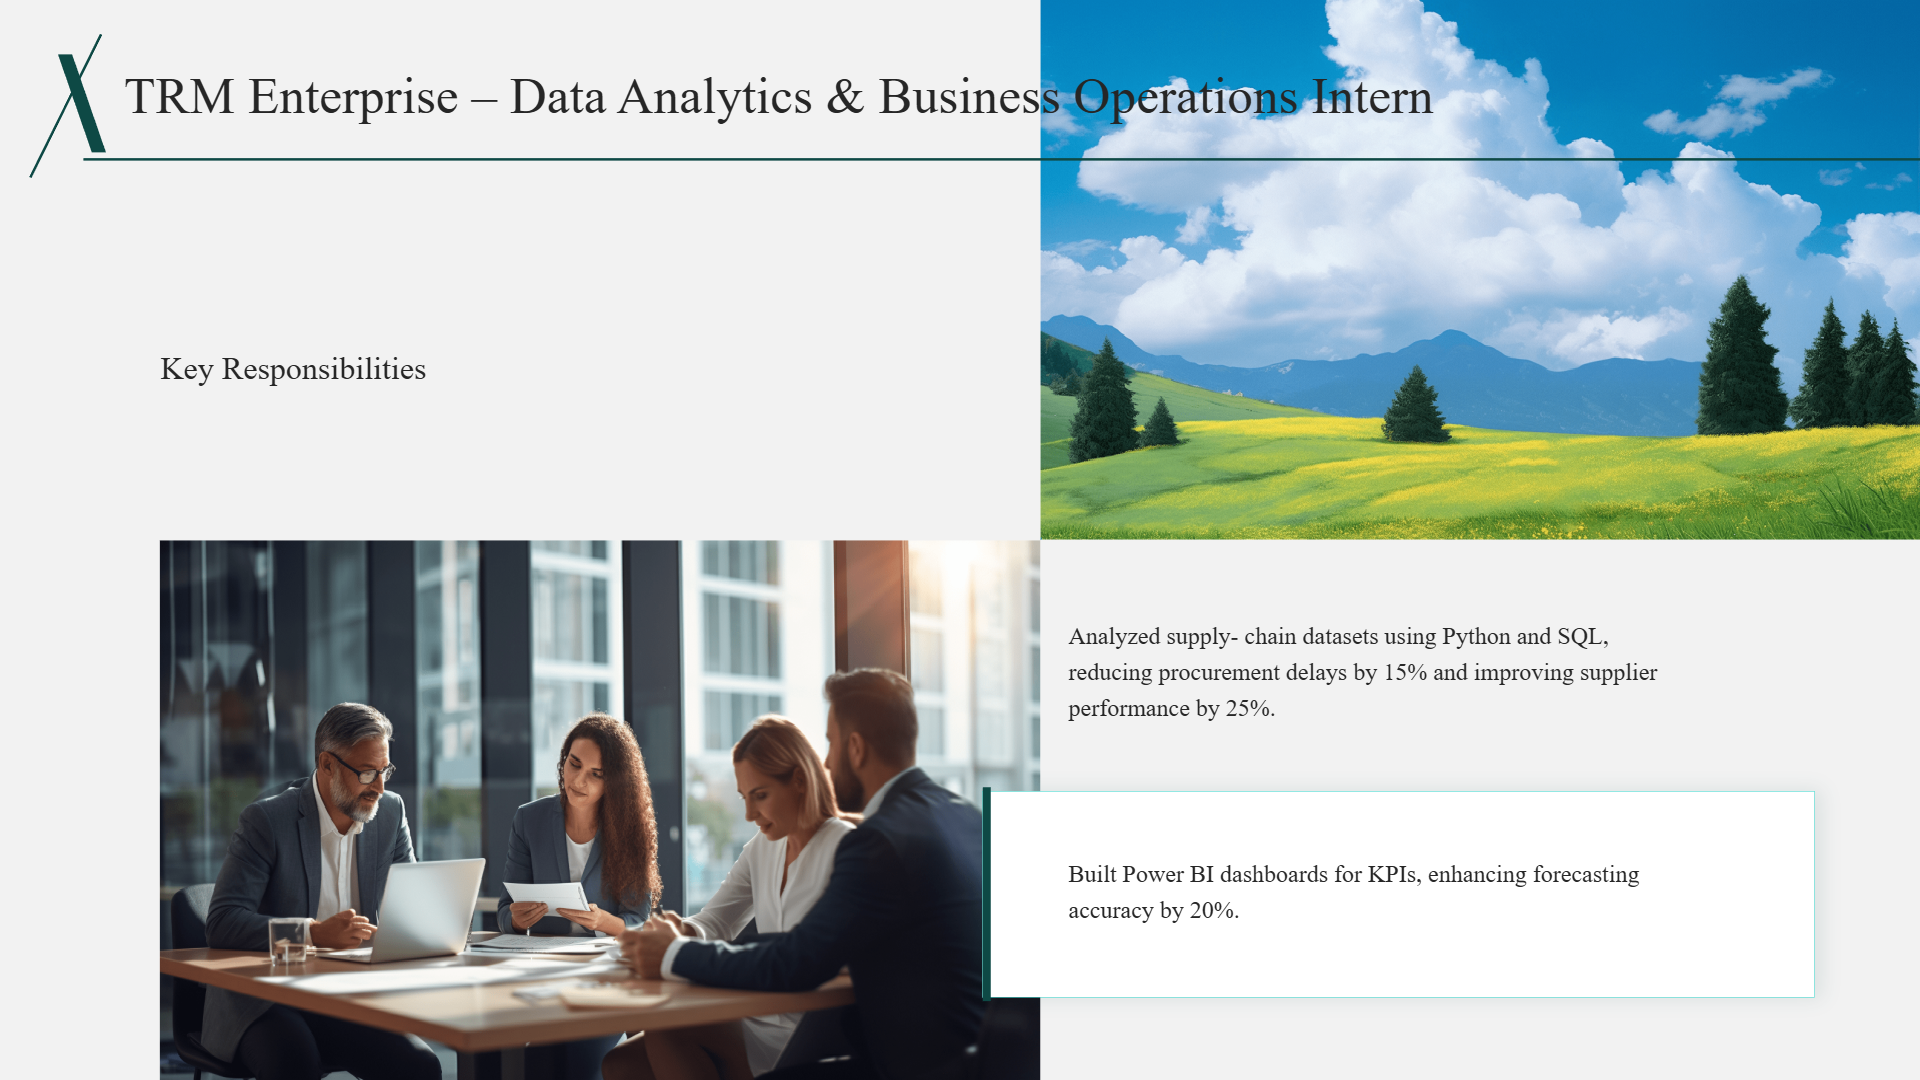 TRM Enterprise – Data Analytics & Business Operations Intern
Key Responsibilities
Analyzed supply- chain datasets using Python and SQL,
reducing procurement delays by 15% and improving supplier
performance by 25%.
Built Power BI dashboards for KPIs, enhancing forecasting
accuracy by 20%.